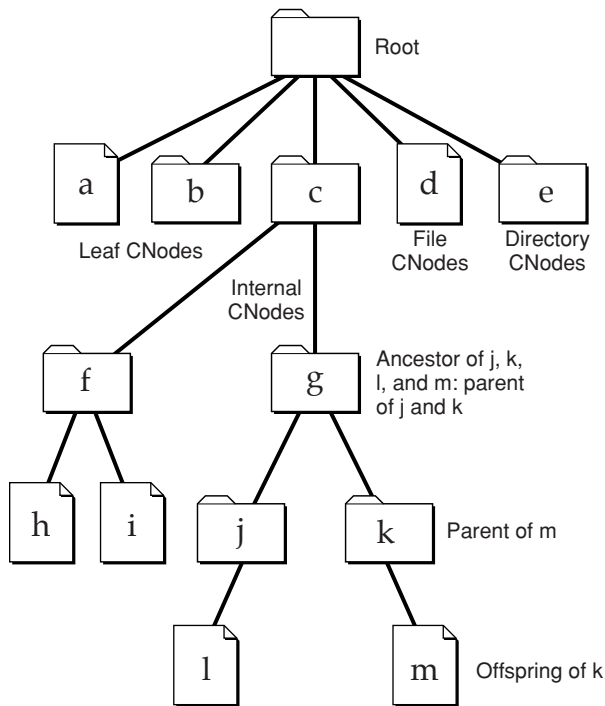 Root
a
b
c
d
e
Leaf CNodes
File
CNodes
Directory
CNodes
Internal
CNodes
f
g
Ancestor of j, k,
l, and m: parent
of j and k
h
i
j
k
Parent of m
l
m
Offspring of k